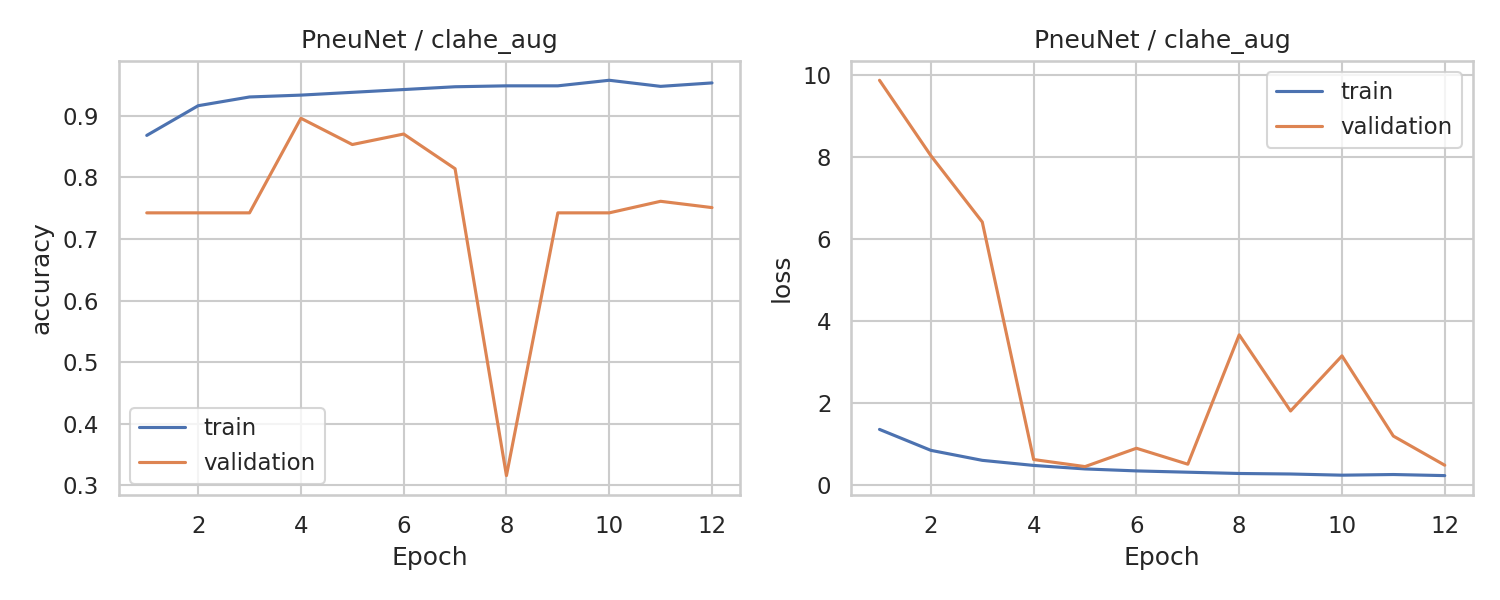 PneuNet / clahe_aug
accuracy
0.9
0.8
0.7
0.6
0.5
0.4
0.3
train
validation
2 4 6 8 10 12
Epoch
PneuNet / clahe_aug
loss
10
8
6
4
2
0
train
validation
2 4 6 8 10 12
Epoch